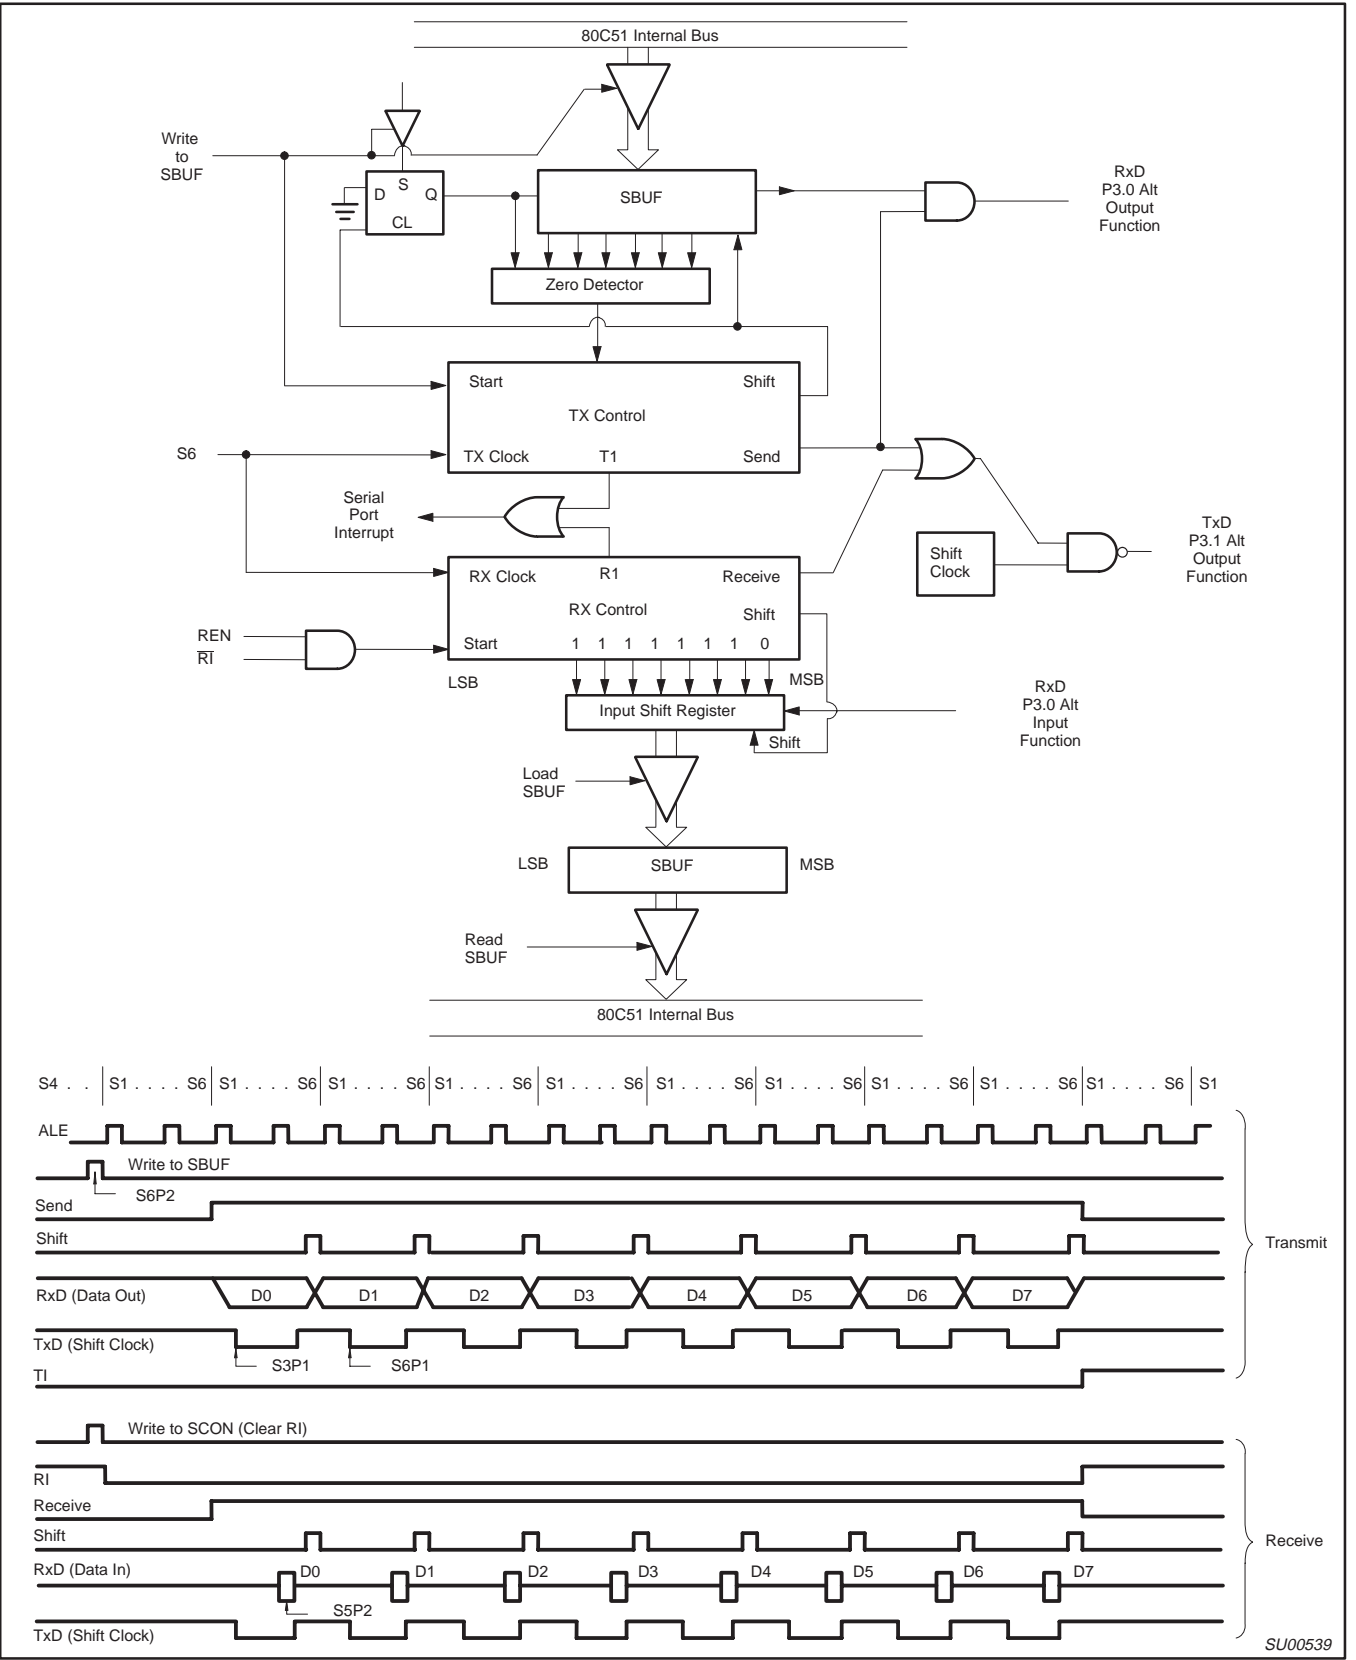 80C51 Internal Bus
Write
to
SBUF
S
D
Q
CL
SBUF
RxD
P3.0 Alt
Output
Function
Zero Detector
Start
Shift
TX Control
S6
TX Clock
T1
Send
Serial
Port
Interrupt
TxD
P3.1 Alt
Output
Function
Shift
Clock
RX Clock
R1
Receive
RX Control
Shift
REN
RI
Start
1 1 1 1 1 1 1 0
LSB
MSB
Input Shift Register
RxD
P3.0 Alt
Input
Function
Shift
Load
SBUF
LSB
SBUF
MSB
Read
SBUF
80C51 Internal Bus
S4 . . S1 . . . . S6 S1 . . . . S6 S1 . . . . S6 S1 . . . . S6 S1 . . . . S6 S1 . . . . S6 S1 . . . . S6 S1 . . . . S6 S1 . . . . S6 S1 . . . . S6 S1
ALE
Write to SBUF
S6P2
Send
Shift
Transmit
RxD (Data Out) D0 D1 D2 D3 D4 D5 D6 D7
TxD (Shift Clock)
S3P1 S6P1
TI
Write to SCON (Clear RI)
RI
Receive
Shift
Receive
RxD (Data In) D0 D1 D2 D3 D4 D5 D6 D7
S5P2
TxD (Shift Clock)
SU00539